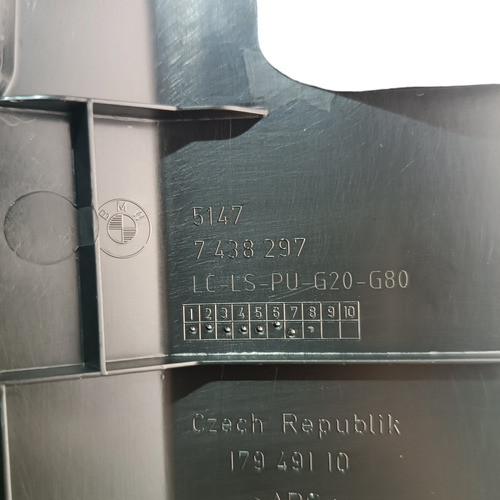 BMW
5147
7 438 297
LC-LS-PU-G20-G80
1 2 3 4 5 6 7 8 9 10
Czech Republik
179 491 10